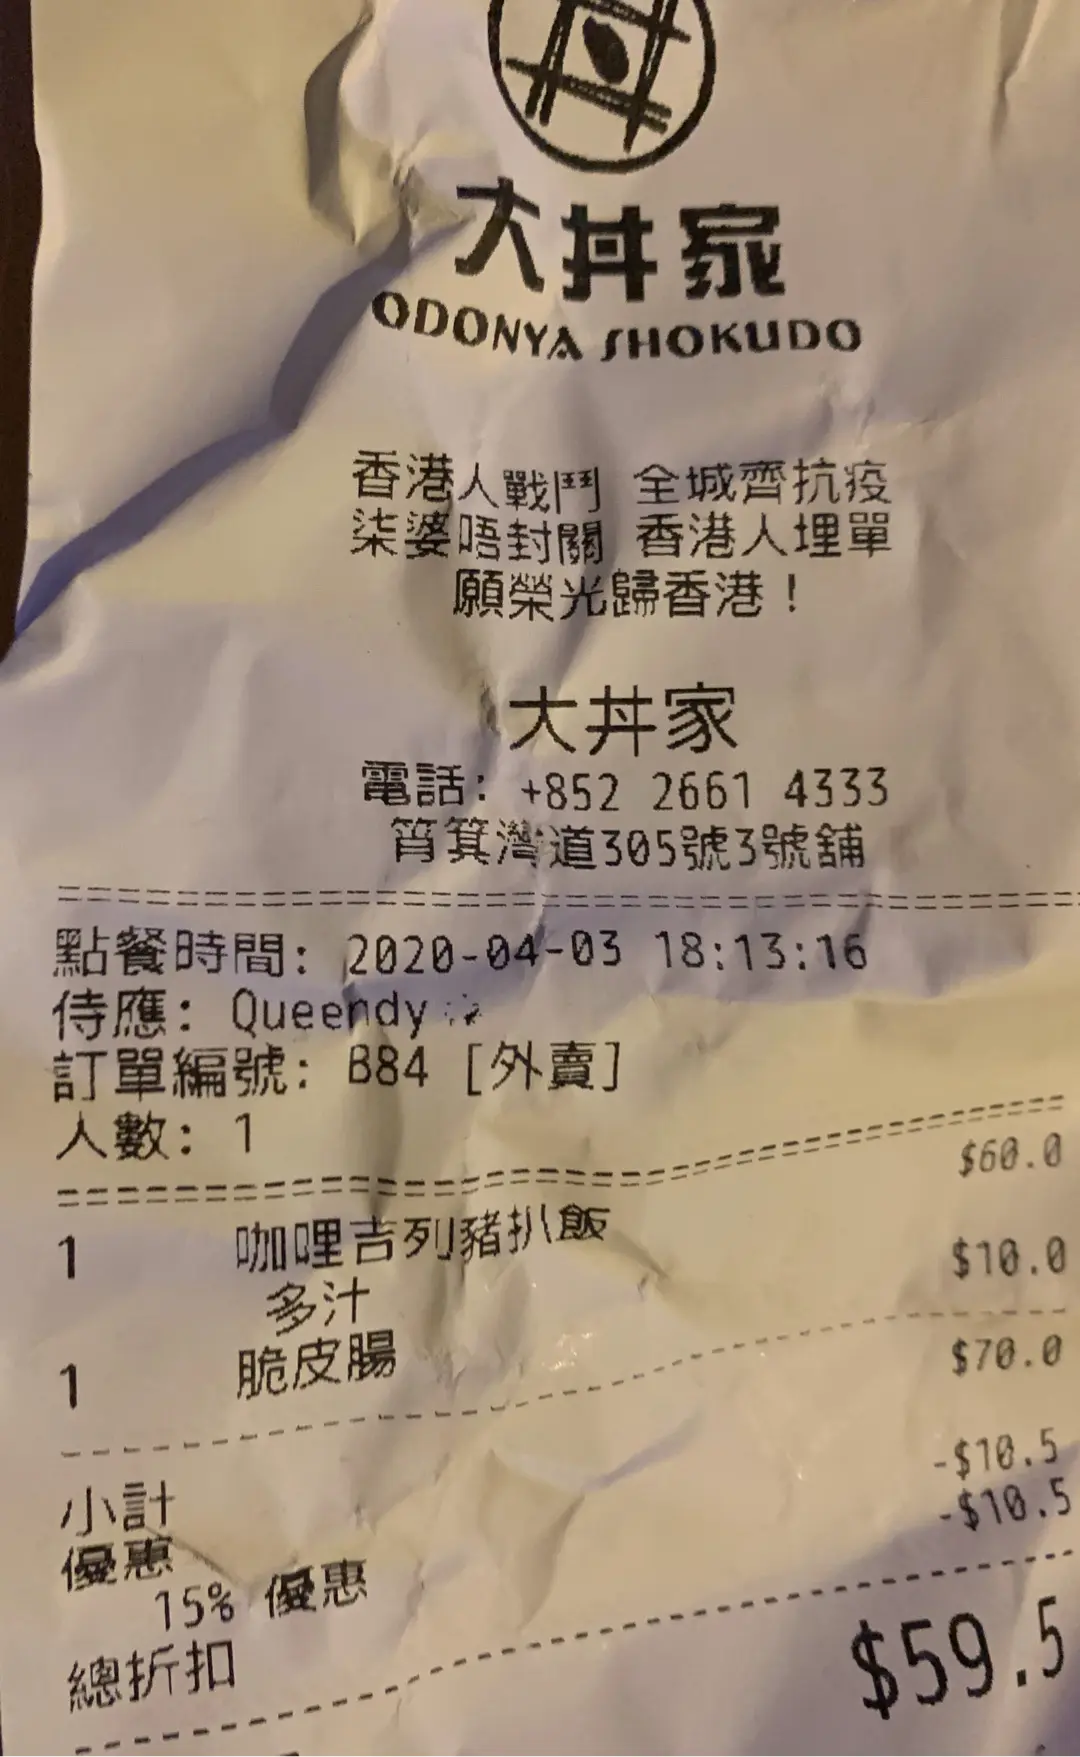 大丼家
ODONYA SHOKUDO
香港人戰鬥 全城齊抗疫
柒婆唔封關 香港人埋單
願榮光歸香港！
大丼家
電話: +852 2661 4333
筲箕灣道305號3號舖
點餐時間: 2020-04-03 18:13:16
侍應: Queendy
訂單編號: B84 [外賣]
人數: 1
1 咖哩吉列豬扒飯 $60.0
多汁
1 脆皮腸 $10.0
小計 $70.0
優惠
15% 優惠 -$10.5
總折扣 -$10.5
$59.5